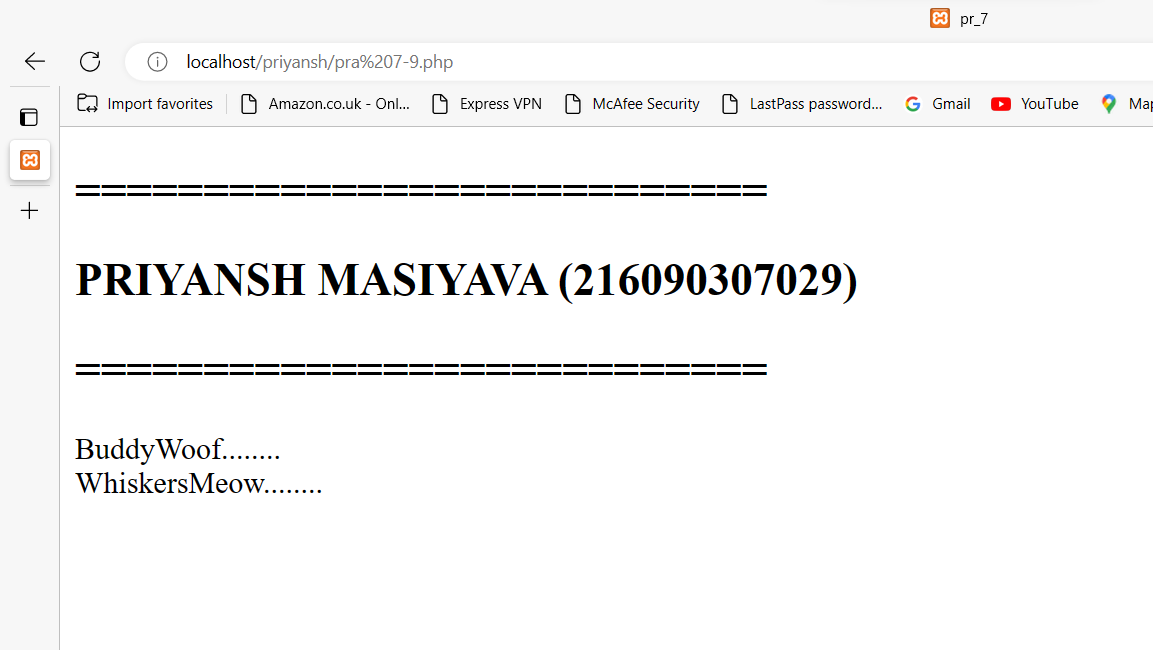 pr_7
localhost/priyansh/pra%207-9.php
Import favorites Amazon.co.uk - Onl... Express VPN McAfee Security LastPass password... Gmail YouTube Map
===========================
PRIYANSH MASIYAVA (216090307029)
===========================
BuddyWoof........
WhiskersMeow........